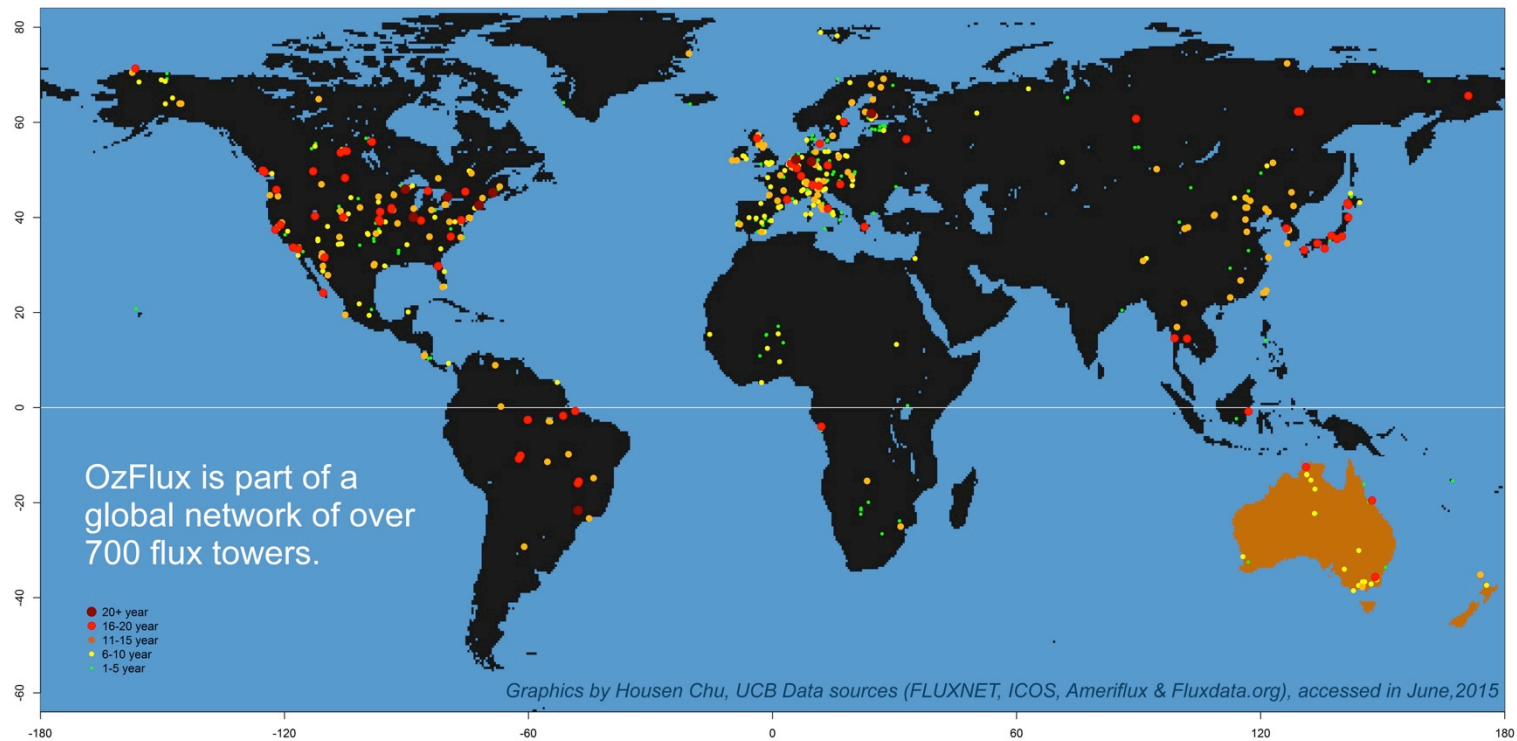 80
60
40
20
0
-20
-40
-60
OzFlux is part of a
global network of over
700 flux towers.
20+ year
16-20 year
11-15 year
6-10 year
1-5 year
Graphics by Housen Chu, UCB Data sources (FLUXNET, ICOS, Ameriflux & Fluxdata.org), accessed in June,2015
-180 -120 -60 0 60 120 180